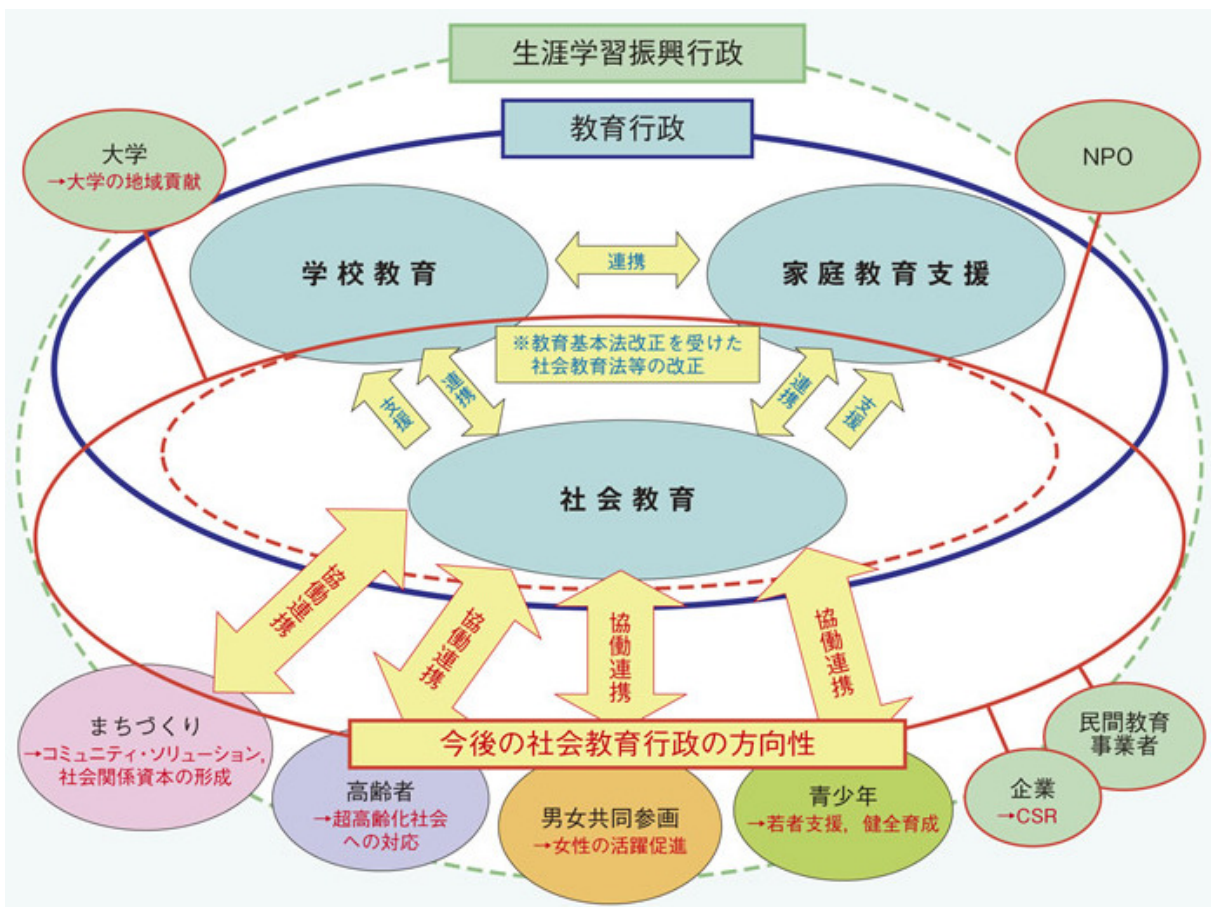 生涯学習振興行政
教育行政
大学
→大学の地域貢献
NPO
学校教育
連携
家庭教育支援
※教育基本法改正を受けた
社会教育法等の改正
支援
連携
連携
支援
社会教育
協働連携
協働連携
協働連携
協働連携
今後の社会教育行政の方向性
まちづくり
→コミュニティ・ソリューション,
社会関係資本の形成
高齢者
→超高齢化社会
への対応
男女共同参画
→女性の活躍促進
青少年
→若者支援，健全育成
企業
→CSR
民間教育
事業者